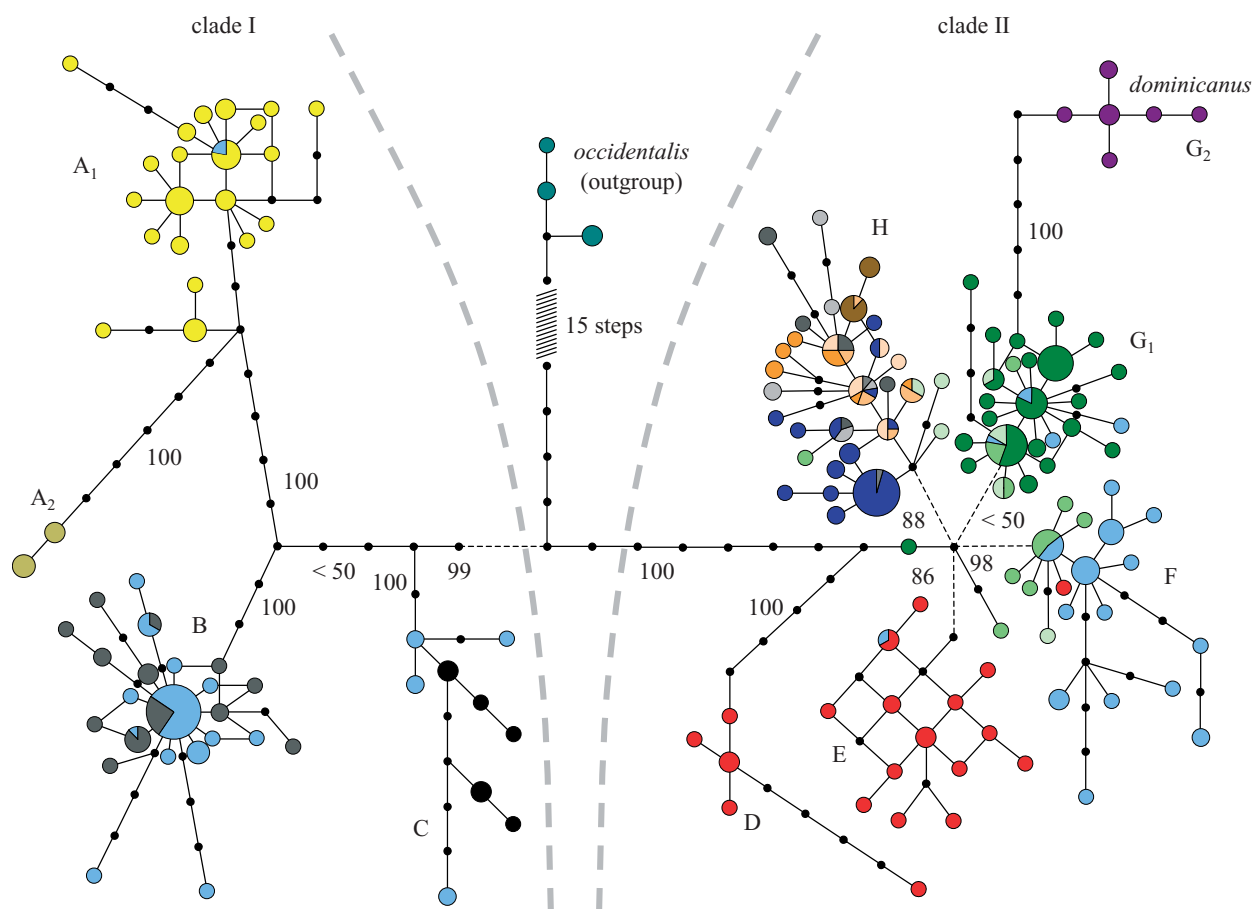 clade I
clade II
dominicanus
G2
A1
occidentalis
(outgroup)
H
100
G1
15 steps
100
100
A2
88
< 50
< 50
99
100
98
100
86
F
100
100
B
E
C
D